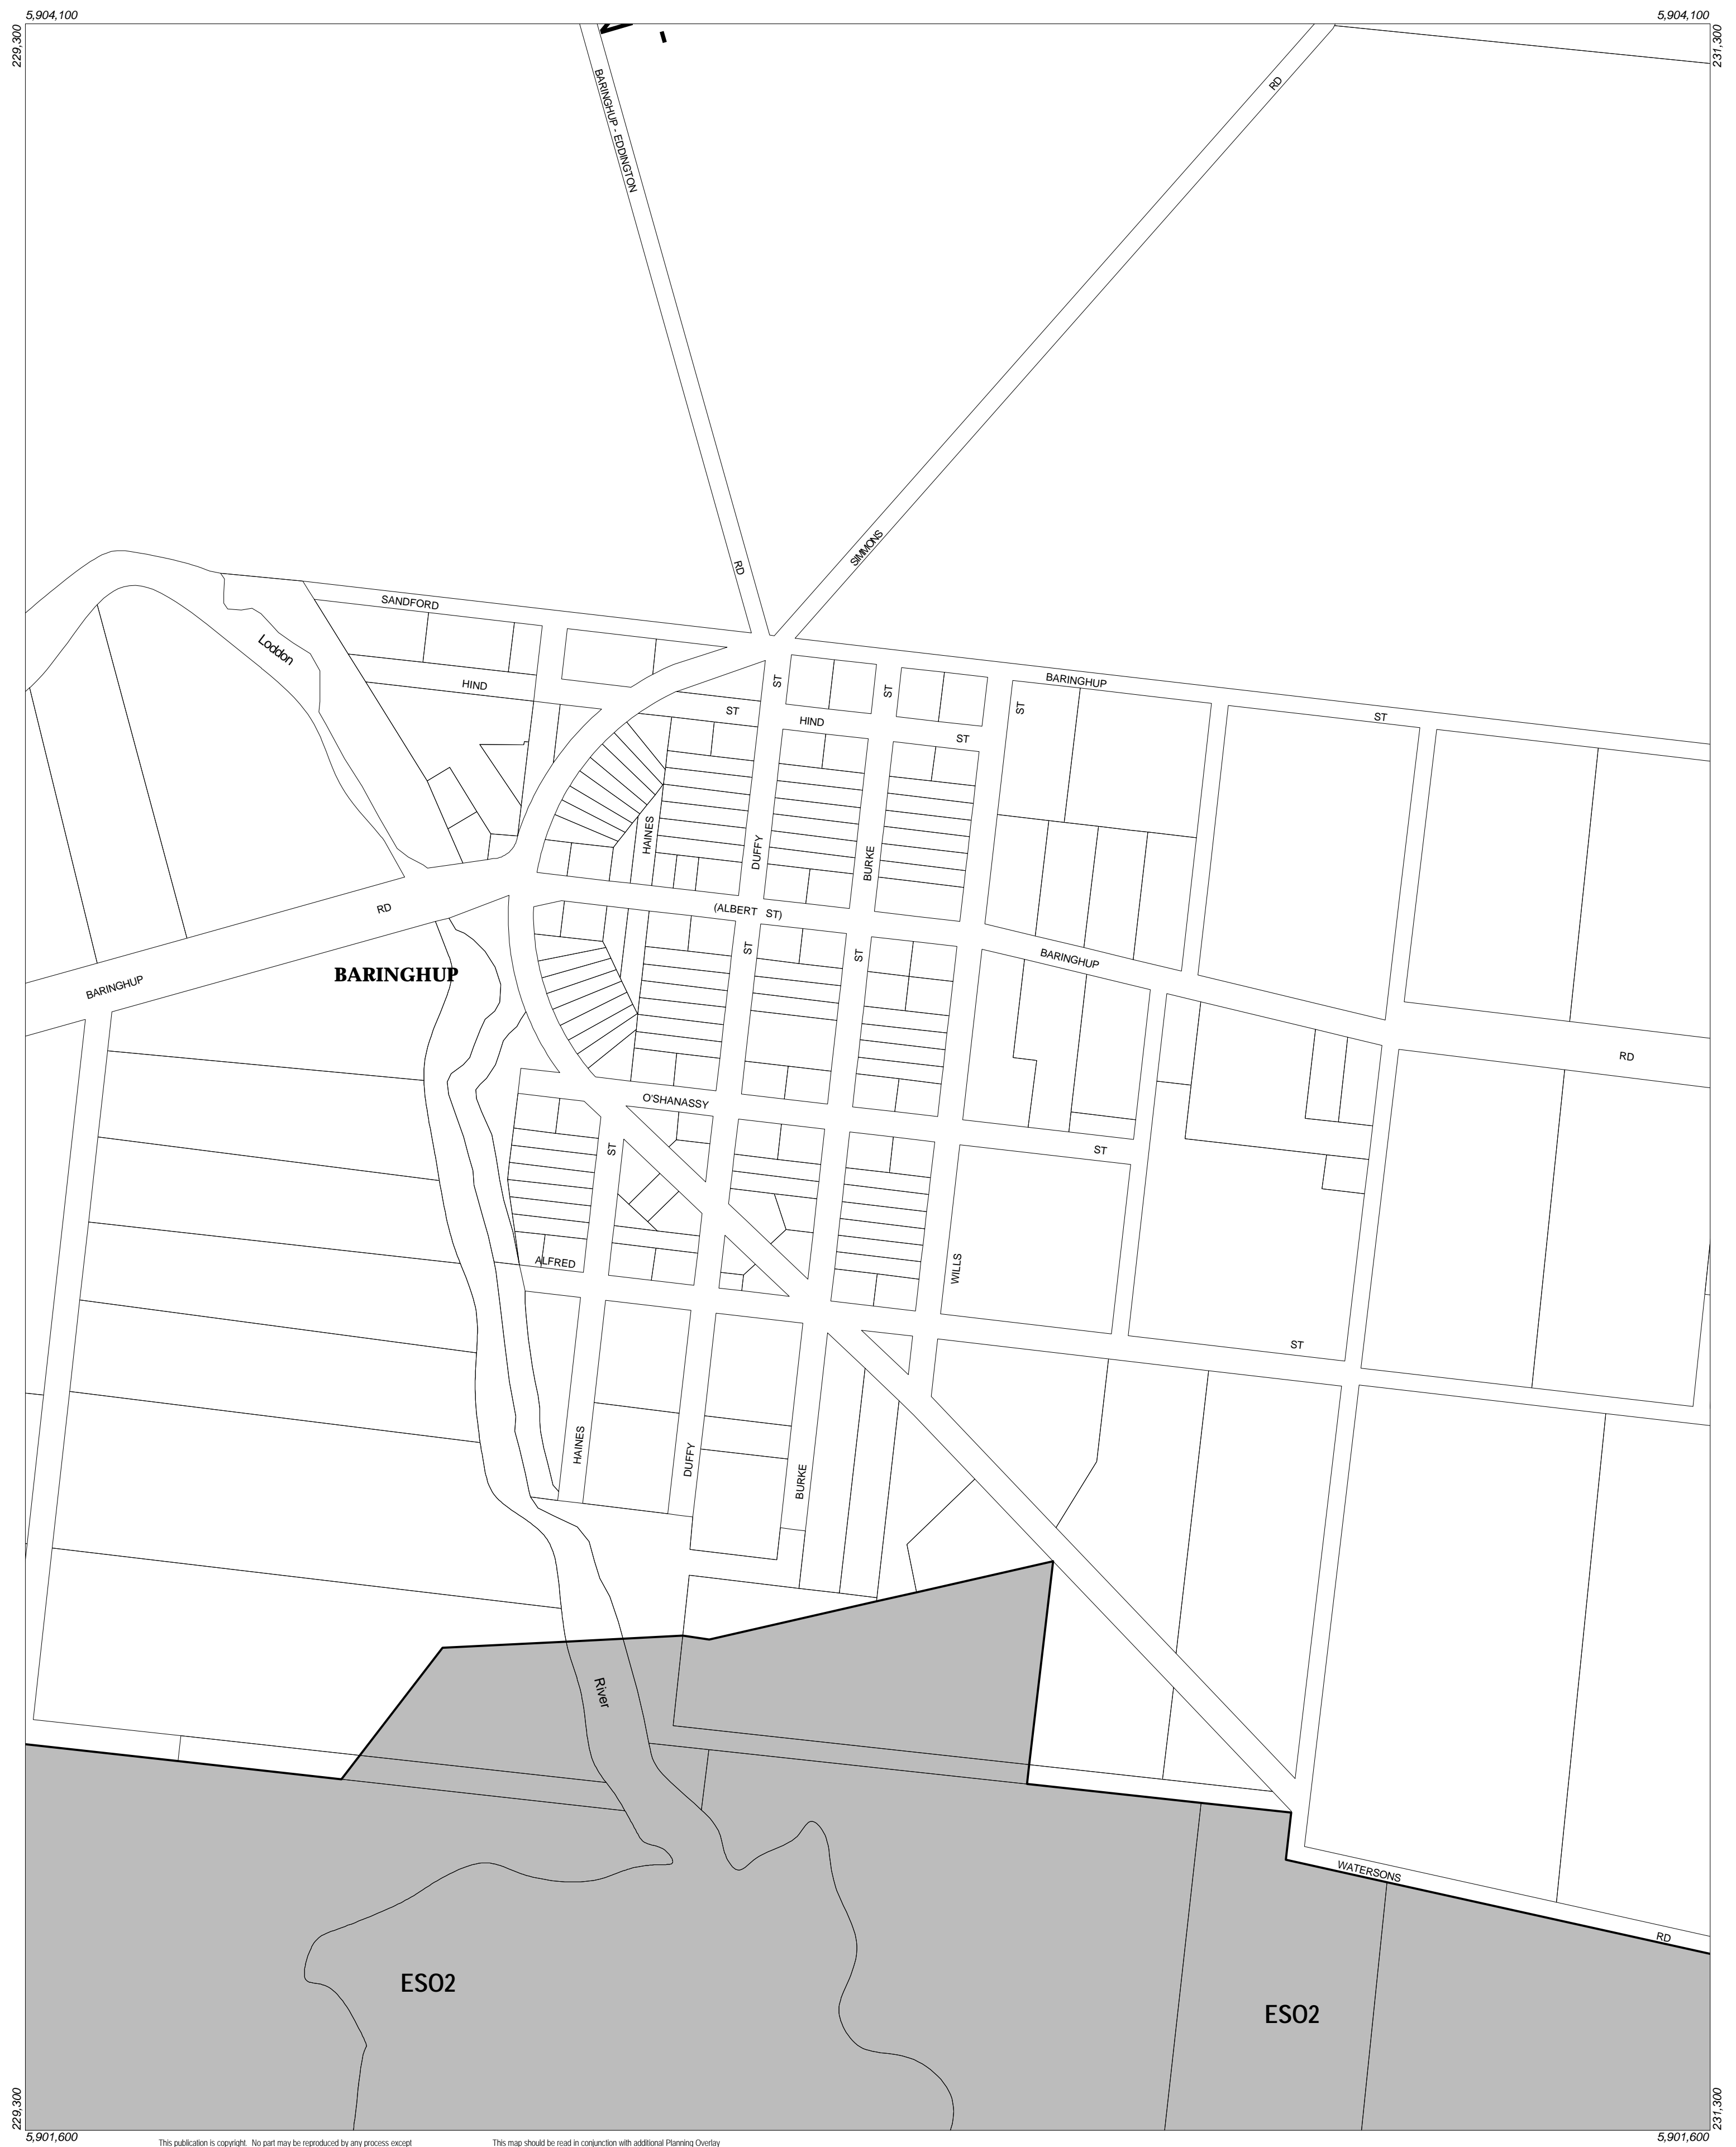 5,904,100
5,904,100
229,300
231,300
BARINGHUP - EDDINGTON
RD
RD
SIMMONS
SANDFORD
Loddon
HIND
ST
ST
ST
BARINGHUP
ST
ST
HIND
ST
HAINES
DUFFY
BURKE
(ALBERT ST)
RD
BARINGHUP
BARINGHUP
ST
ST
BARINGHUP
RD
O'SHANASSY
ST
ST
ALFRED
WILLS
ST
HAINES
DUFFY
BURKE
River
WATERSONS
RD
ESO2
ESO2
229,300
231,300
5,901,600
5,901,600
This publication is copyright. No part may be reproduced by any process except
This map should be read in conjunction with additional Planning Overlay